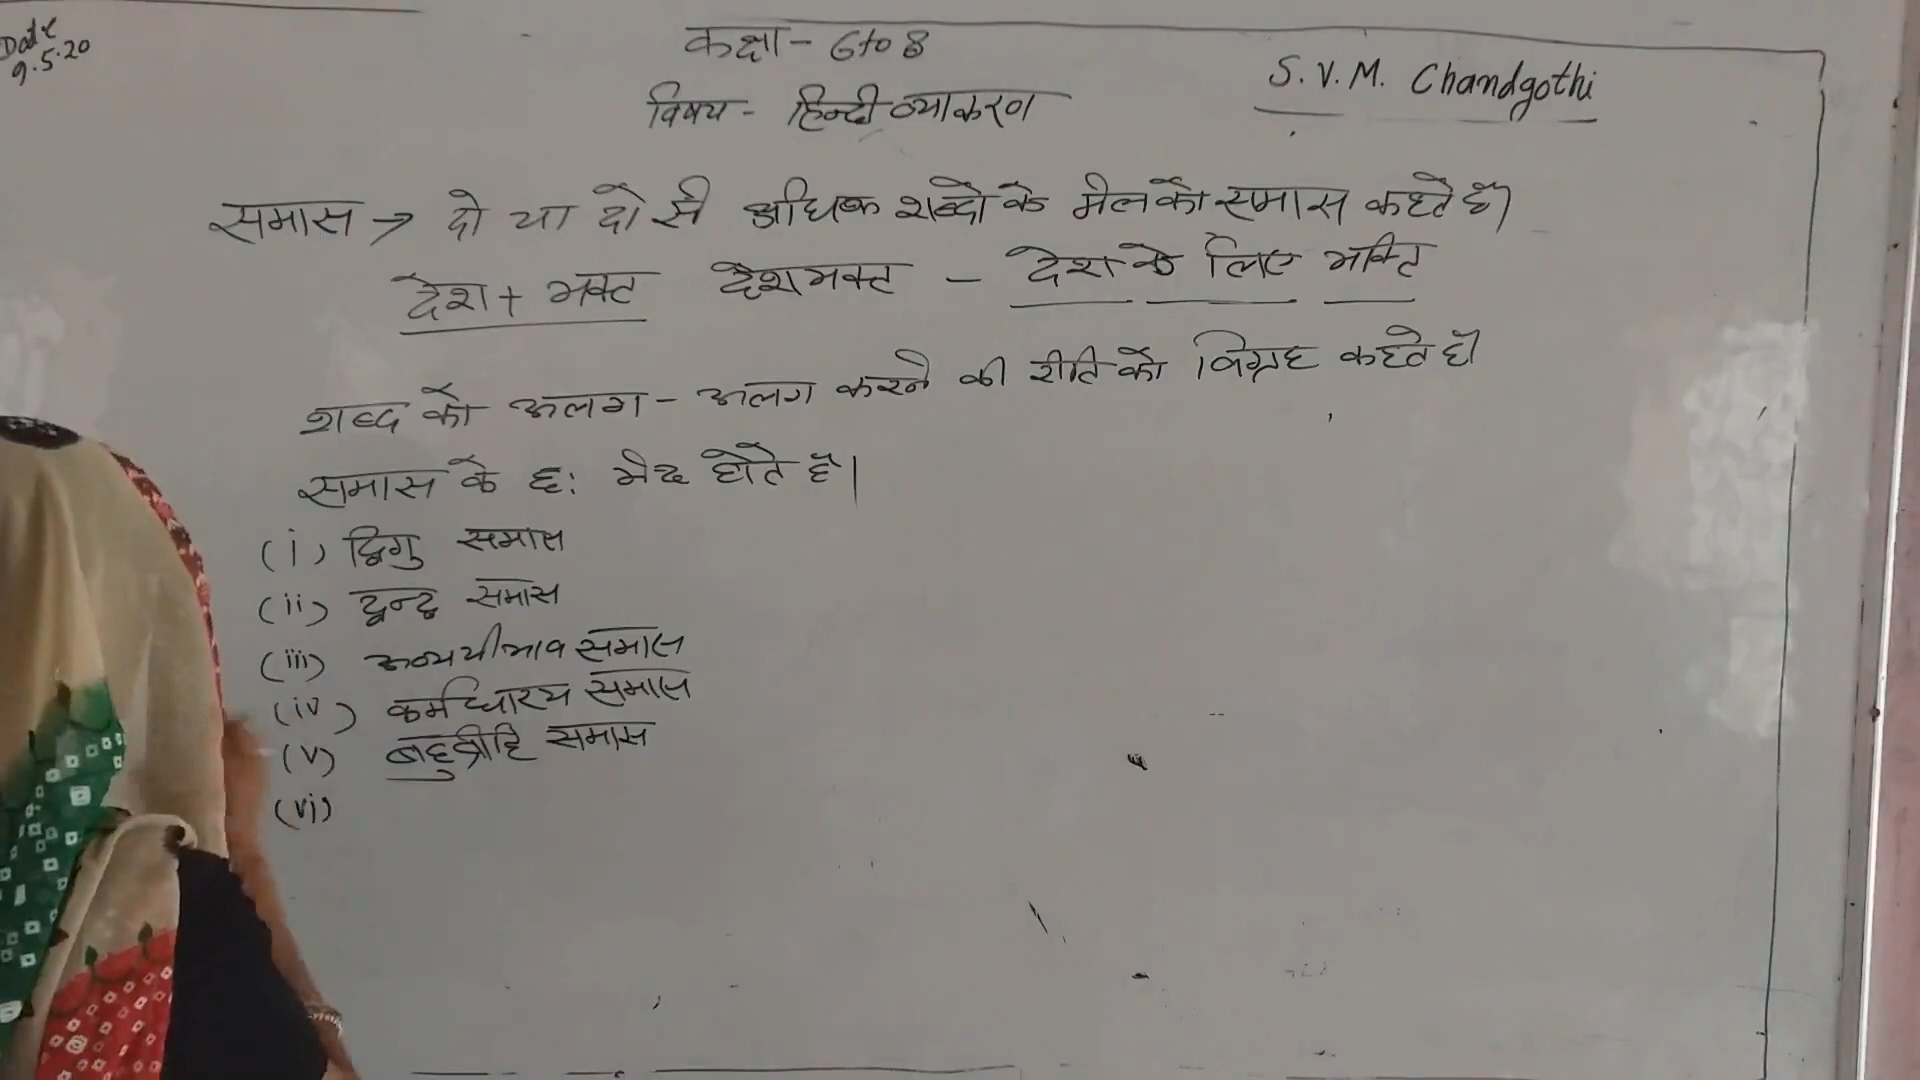 Date
9.5.20
कक्षा - 6 to 8
विषय - हिन्दी व्याकरण
S. V. M. Chandgothi
समास → दो या दो से अधिक शब्दों के मेल को समास कहते हैं
देश + भक्त देशभक्त - देश के लिए भक्ति
शब्द को अलग - अलग करने की रीति को विग्रह कहते हैं
समास के छ: भेद होते हैं।
(i) द्विगु समास
(ii) द्वन्द्व समास
(iii) अव्ययीभाव समास
(iv) कर्मधारय समास
(v) बहुव्रीहि समास
(vi)